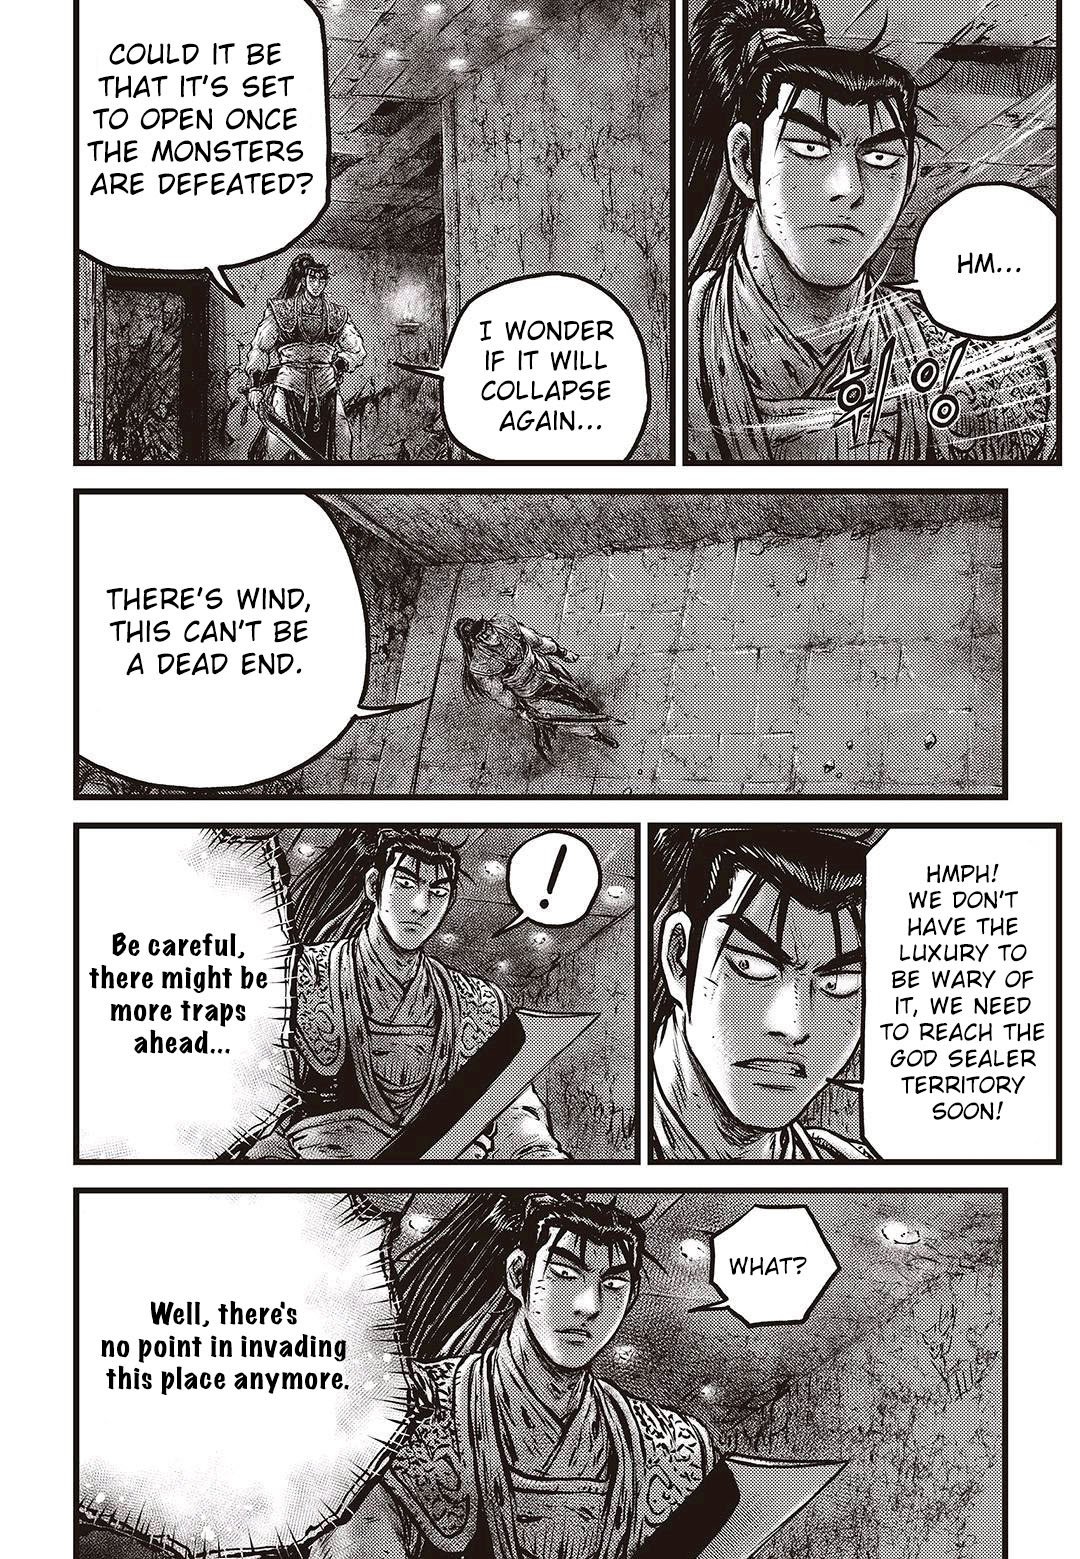 COULD IT BE
THAT IT'S SET
TO OPEN ONCE
THE MONSTERS
ARE DEFEATED?
I WONDER
IF IT WILL
COLLAPSE
AGAIN...
HM...
휘이이
THERE'S WIND,
THIS CAN'T BE
A DEAD END.
Be careful,
there might be
more traps
ahead...
!
HMPH!
WE DON'T
HAVE THE
LUXURY TO
BE WARY OF
IT, WE NEED
TO REACH THE
GOD SEALER
TERRITORY
SOON!
Well, there's
no point in invading
this place anymore.
WHAT?